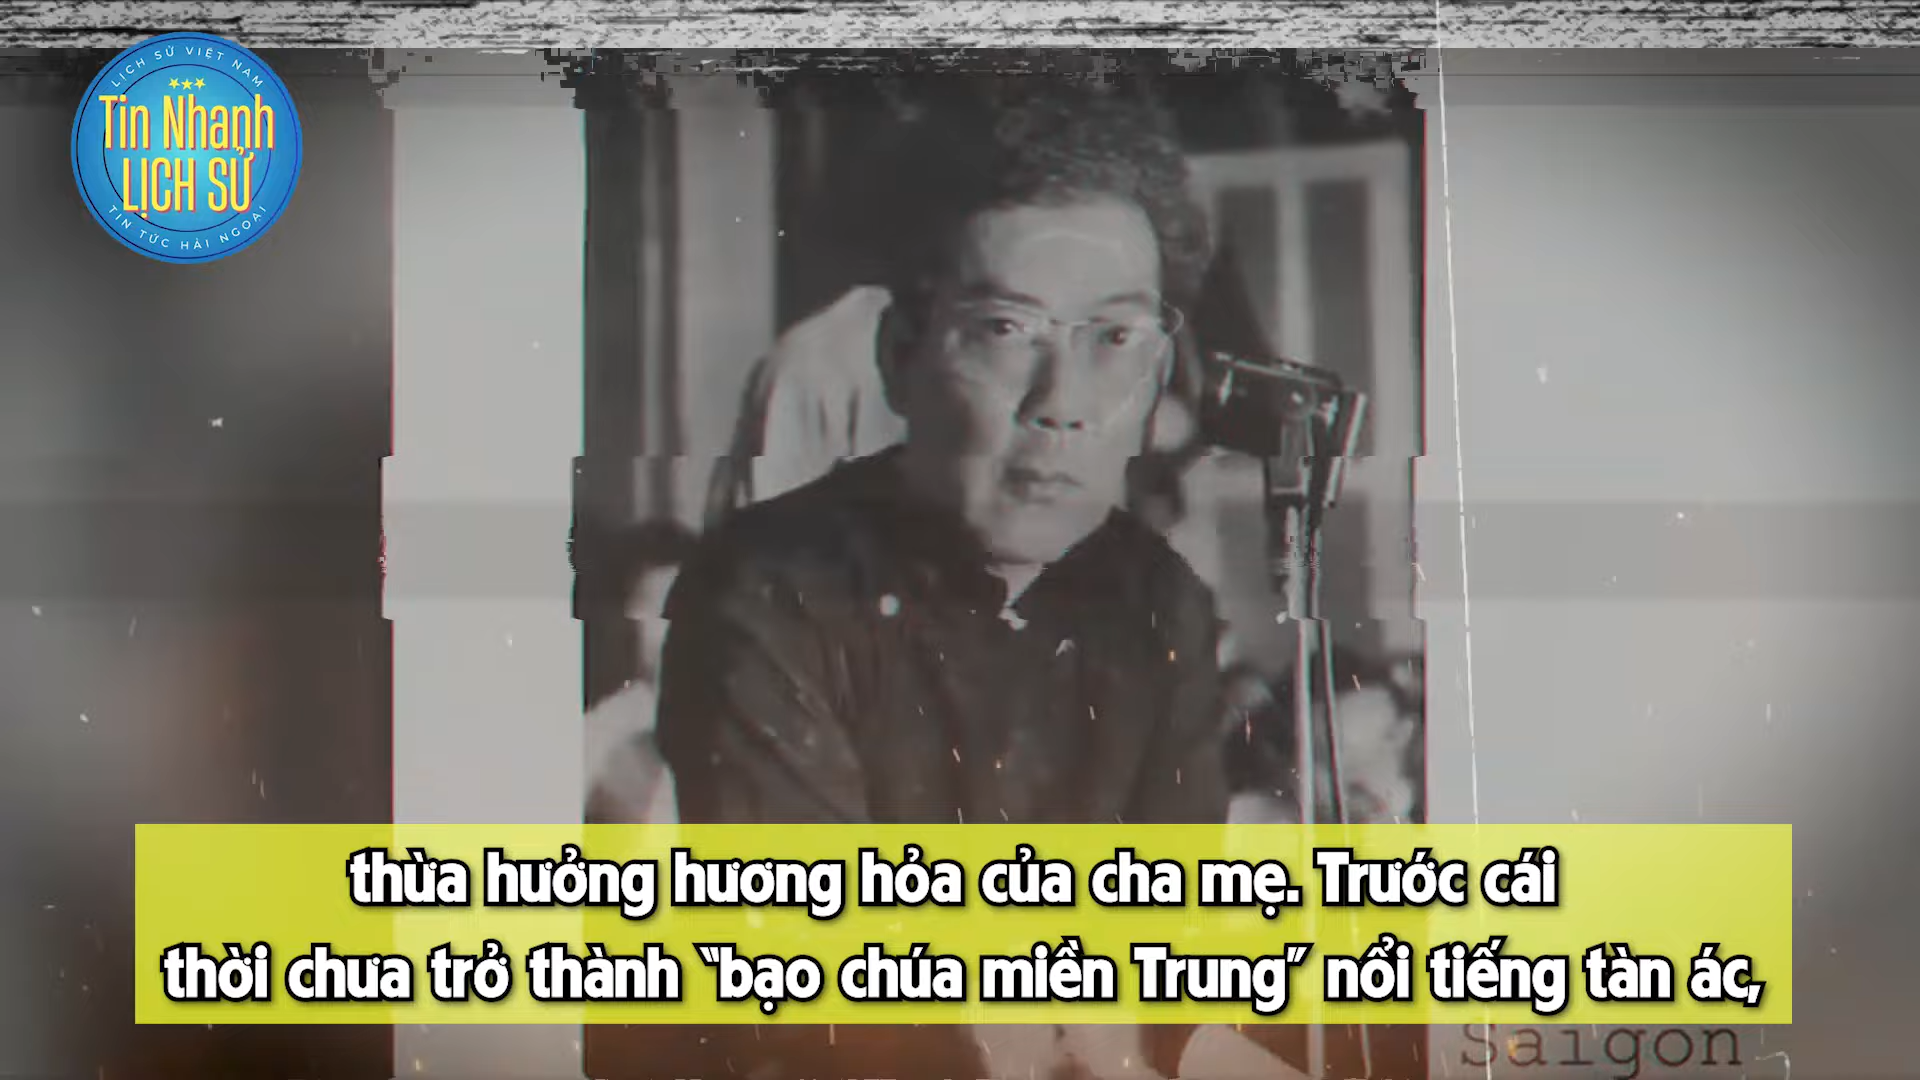 LỊCH SỬ VIỆT NAM
Tin Nhanh
LỊCH SỬ
TIN TỨC HẢI NGOẠI
thừa hưởng hương hỏa của cha mẹ. Trước cái
thời chưa trở thành “bạo chúa miền Trung” nổi tiếng tàn ác,
Saigon